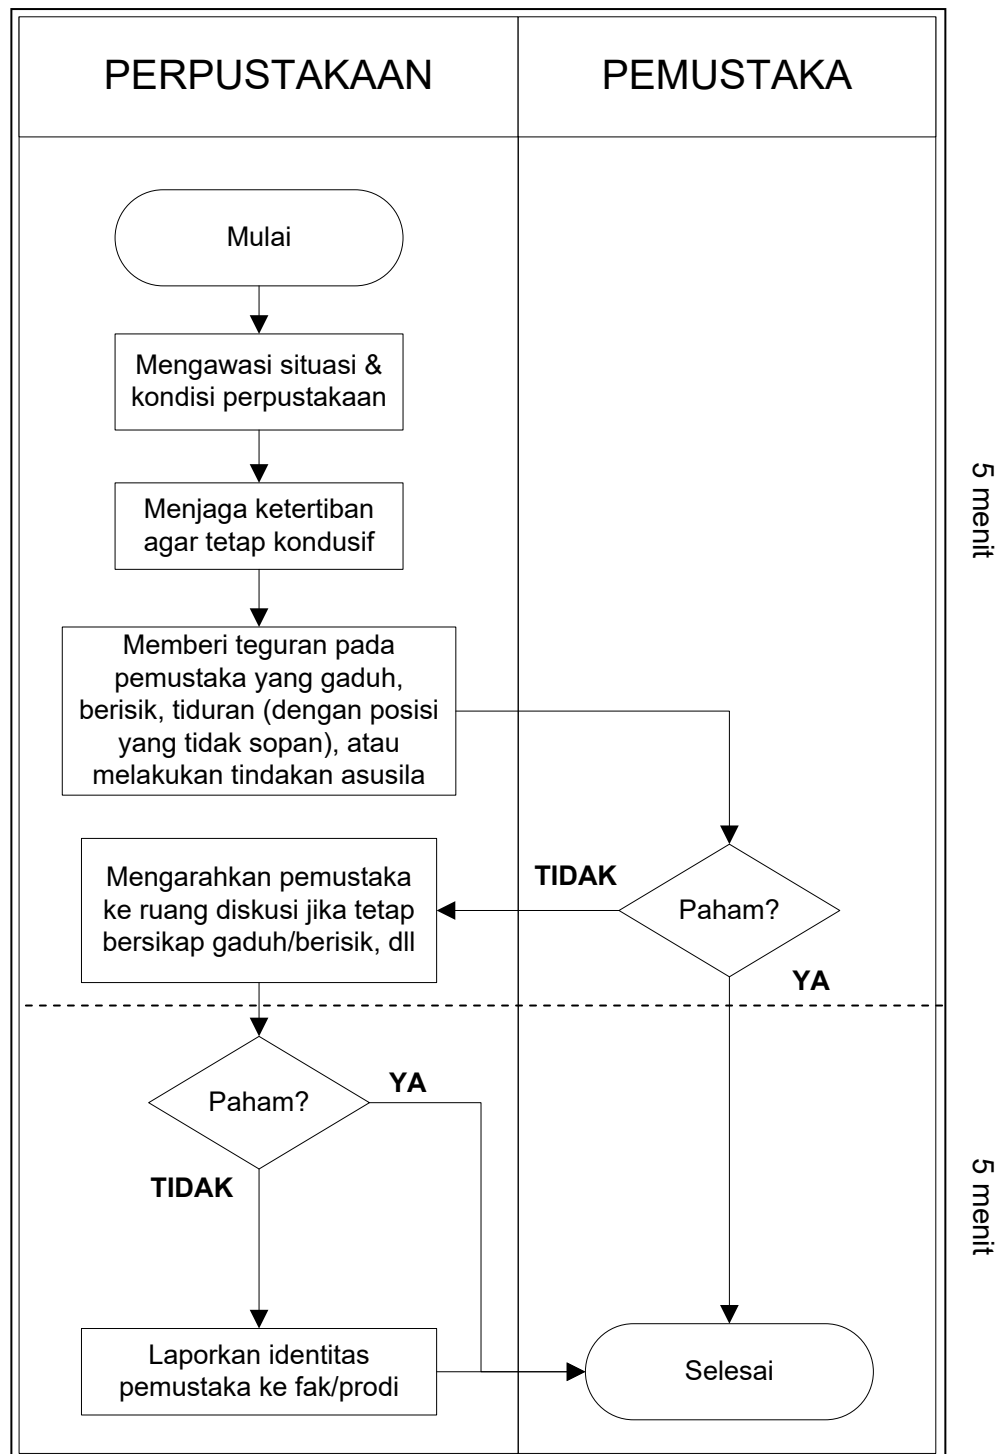 PERPUSTAKAAN
PEMUSTAKA
Mulai
Mengawasi situasi &
kondisi perpustakaan
Menjaga ketertiban
agar tetap kondusif
Memberi teguran pada
pemustaka yang gaduh,
berisik, tiduran (dengan posisi
yang tidak sopan), atau
melakukan tindakan asusila
Paham?
TIDAK
YA
Mengarahkan pemustaka
ke ruang diskusi jika tetap
bersikap gaduh/berisik, dll
5 menit
Paham?
YA
TIDAK
Laporkan identitas
pemustaka ke fak/prodi
Selesai
5 menit